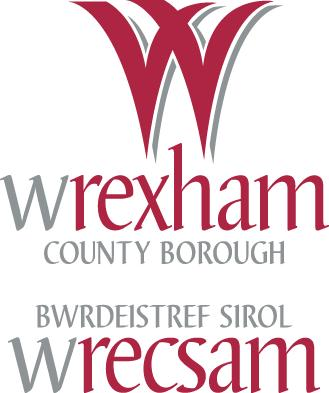 wrexham
COUNTY BOROUGH
BWRDEISTREF SIROL
wrecsam